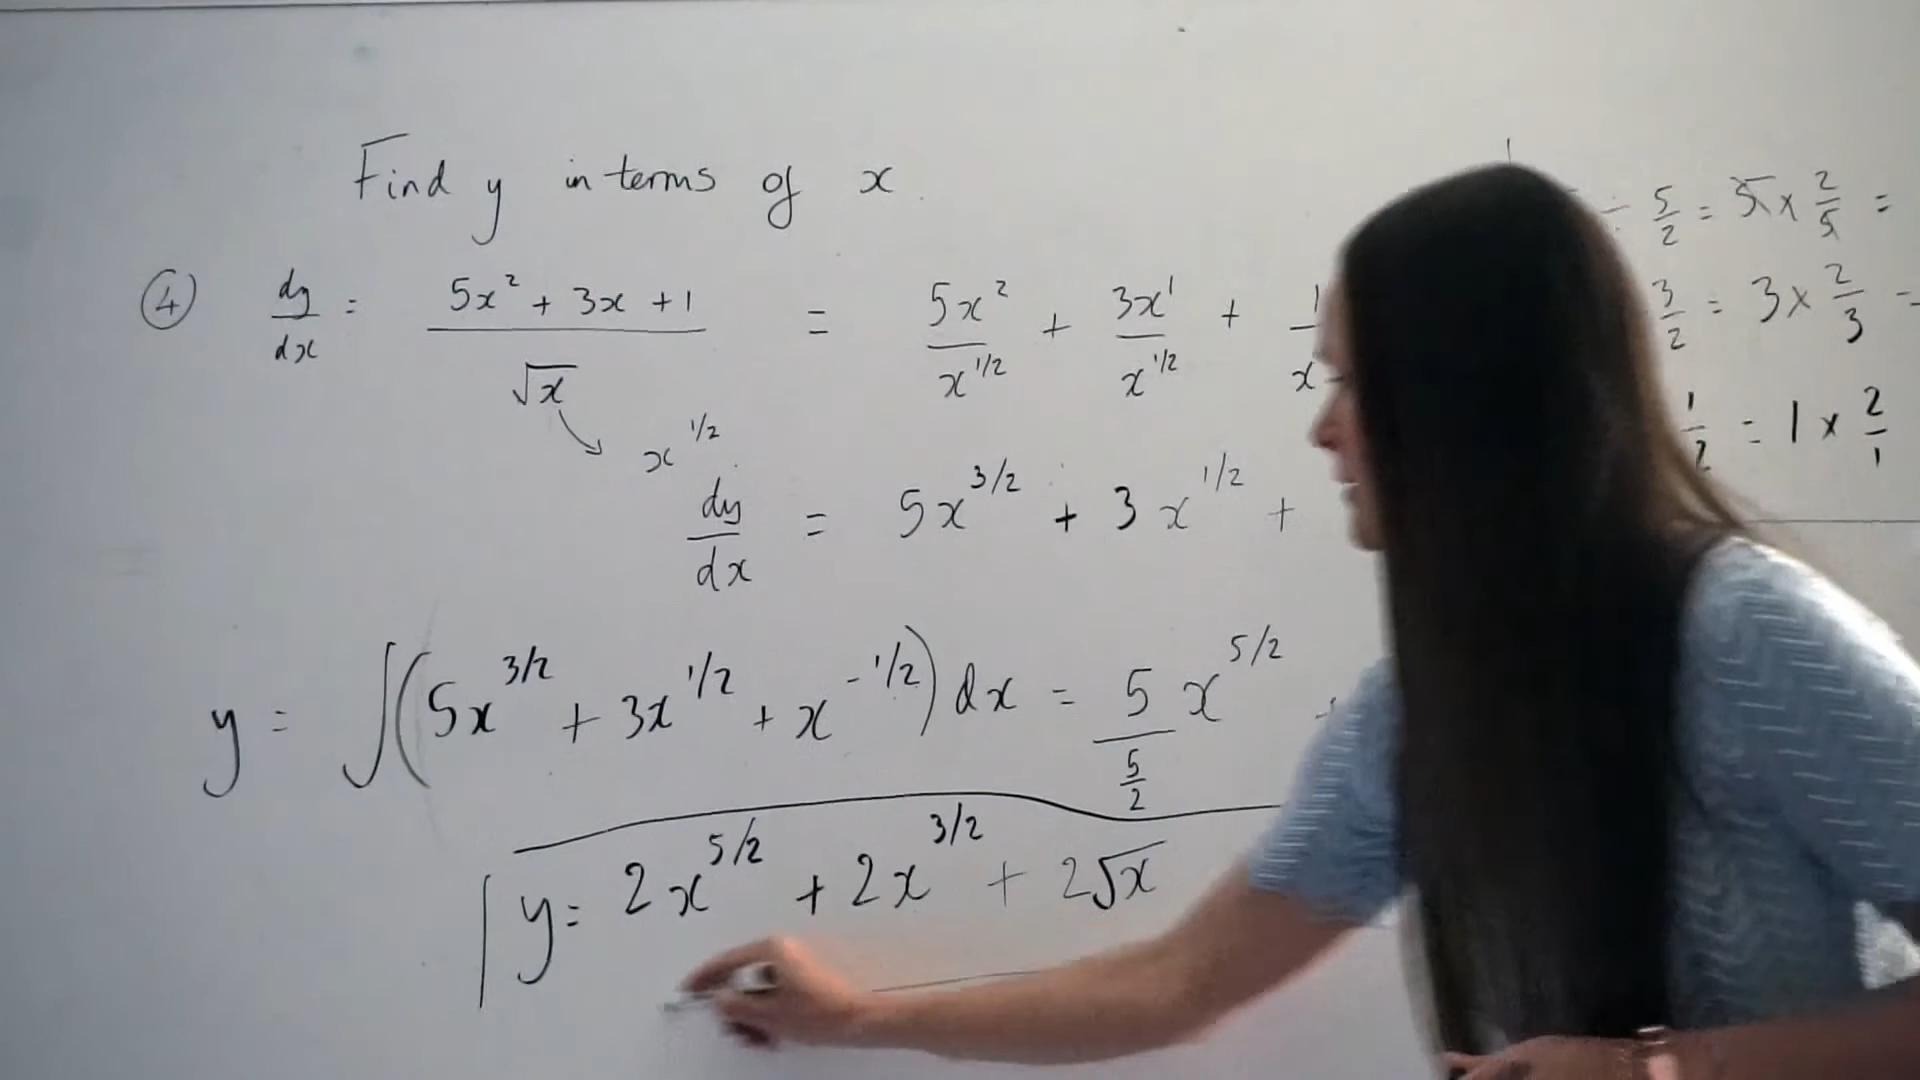 Find y in terms of x
④ dy/dx = (5x² + 3x + 1)/√x = 5x²/x^(1/2) + 3x¹/x^(1/2) + 1/x
x^(1/2)
dy/dx = 5x^(3/2) + 3x^(1/2) +
y = ∫(5x^(3/2) + 3x^(1/2) + x^(-1/2)) dx = 5/(5/2) x^(5/2)
y = 2x^(5/2) + 2x^(3/2) + 2√x
÷ 5/2 = 5 × 2/5 =
3/2 = 3 × 2/3 =
1/2 = 1 × 2/1